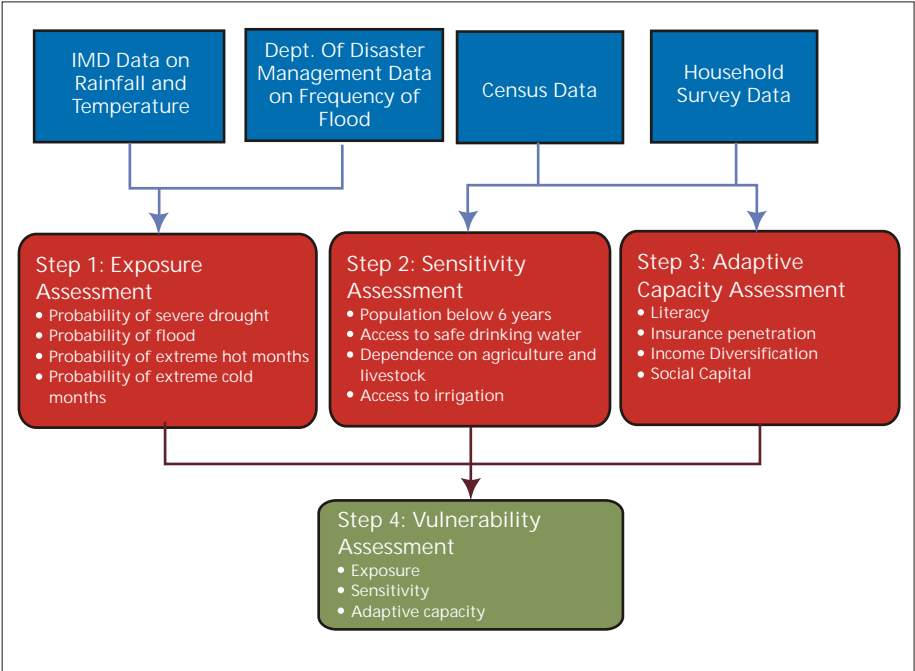 IMD Data on
Rainfall and
Temperature
Dept. Of Disaster
Management Data
on Frequency of
Flood
Census Data
Household
Survey Data
Step 1: Exposure
Assessment
• Probability of severe drought
• Probability of flood
• Probability of extreme hot months
• Probability of extreme cold
months
Step 2: Sensitivity
Assessment
• Population below 6 years
• Access to safe drinking water
• Dependence on agriculture and
livestock
• Access to irrigation
Step 3: Adaptive
Capacity Assessment
• Literacy
• Insurance penetration
• Income Diversification
• Social Capital
Step 4: Vulnerability
Assessment
• Exposure
• Sensitivity
• Adaptive capacity